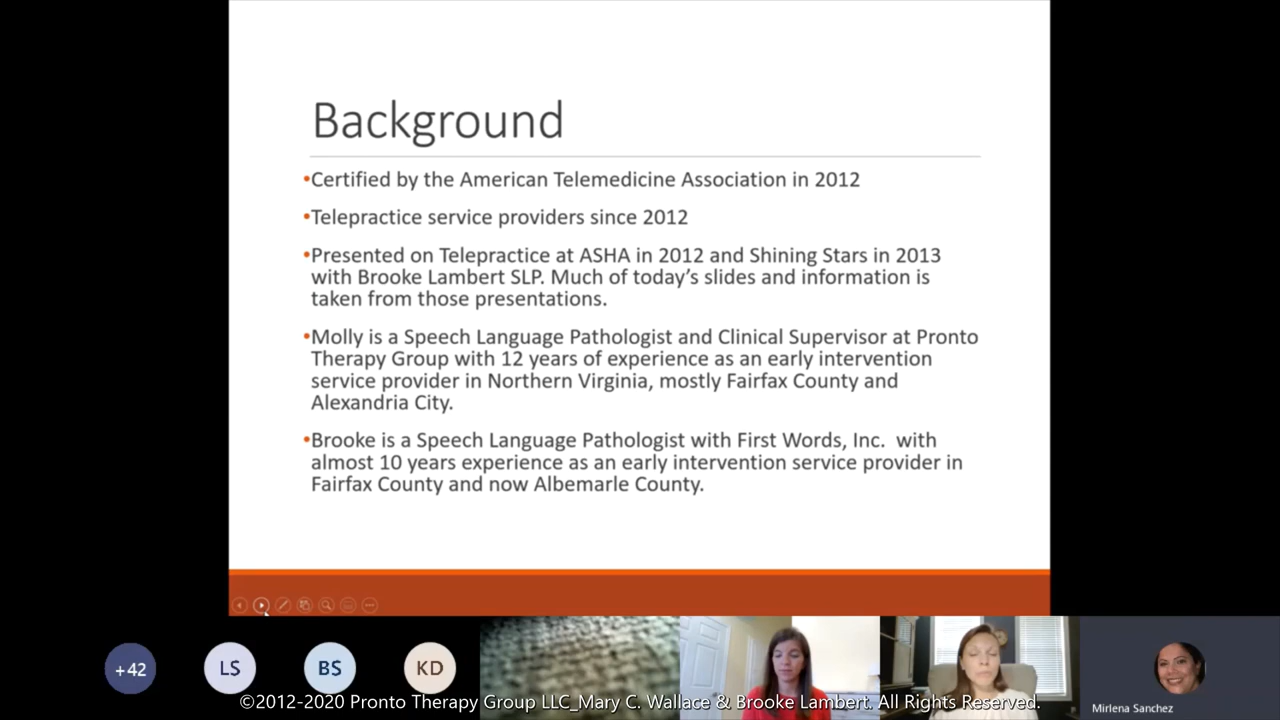 Background
•Certified by the American Telemedicine Association in 2012
•Telepractice service providers since 2012
•Presented on Telepractice at ASHA in 2012 and Shining Stars in 2013
with Brooke Lambert SLP. Much of today’s slides and information is
taken from those presentations.
•Molly is a Speech Language Pathologist and Clinical Supervisor at Pronto
Therapy Group with 12 years of experience as an early intervention
service provider in Northern Virginia, mostly Fairfax County and
Alexandria City.
•Brooke is a Speech Language Pathologist with First Words, Inc. with
almost 10 years experience as an early intervention service provider in
Fairfax County and now Albemarle County.
+42 LS BS KD
©2012-2020 Pronto Therapy Group LLC_Mary C. Wallace & Brooke Lambert. All Rights Reserved.
Mirlena Sanchez